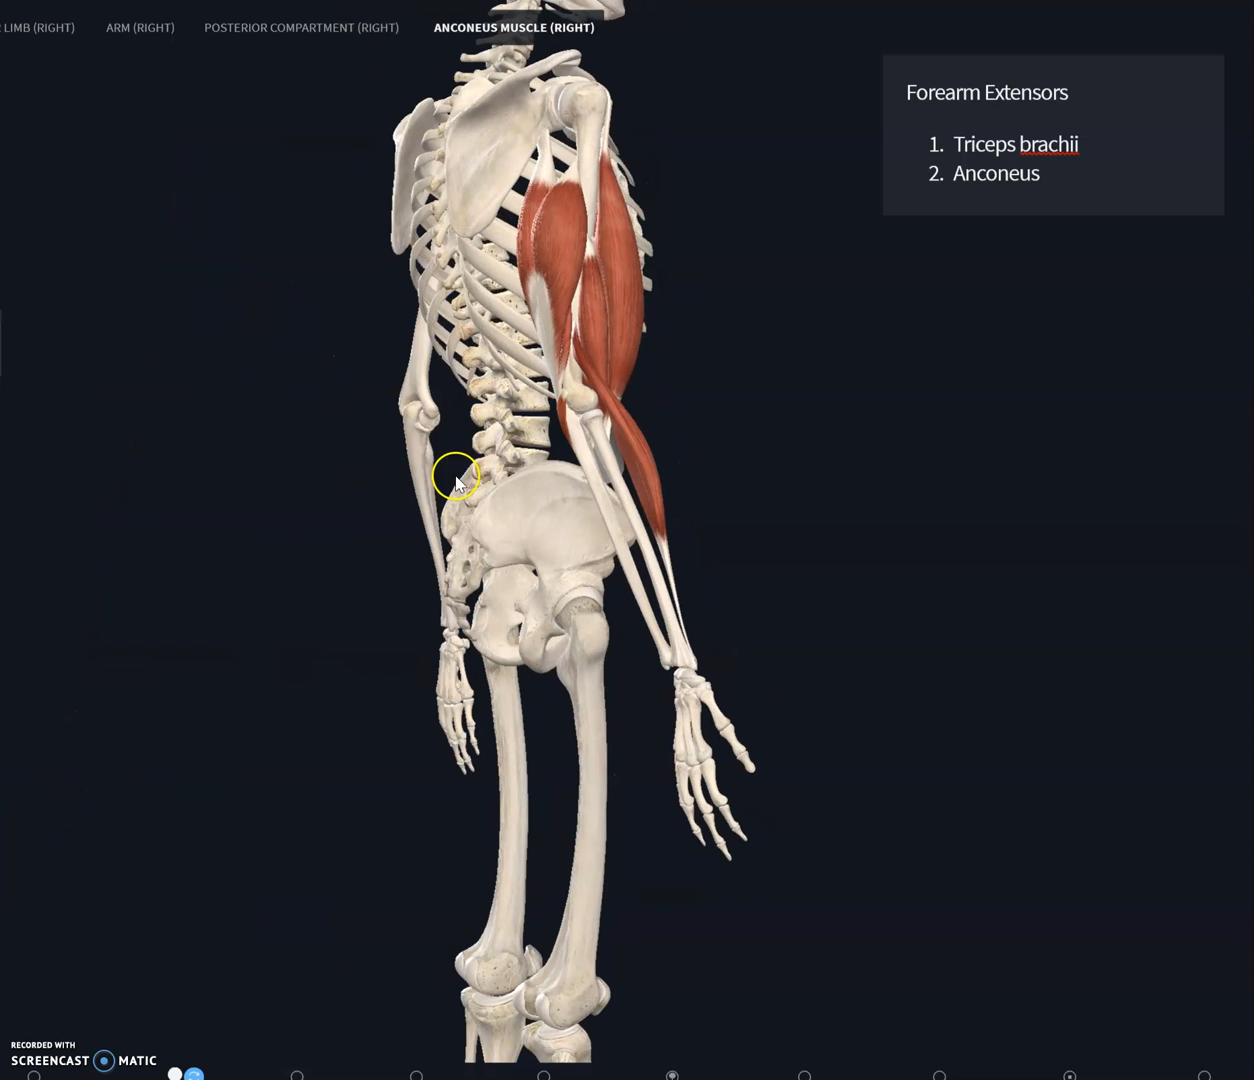 LIMB (RIGHT) ARM (RIGHT) POSTERIOR COMPARTMENT (RIGHT) ANCONEUS MUSCLE (RIGHT)
Forearm Extensors
1. Triceps brachii
2. Anconeus
RECORDED WITH
SCREENCAST MATIC